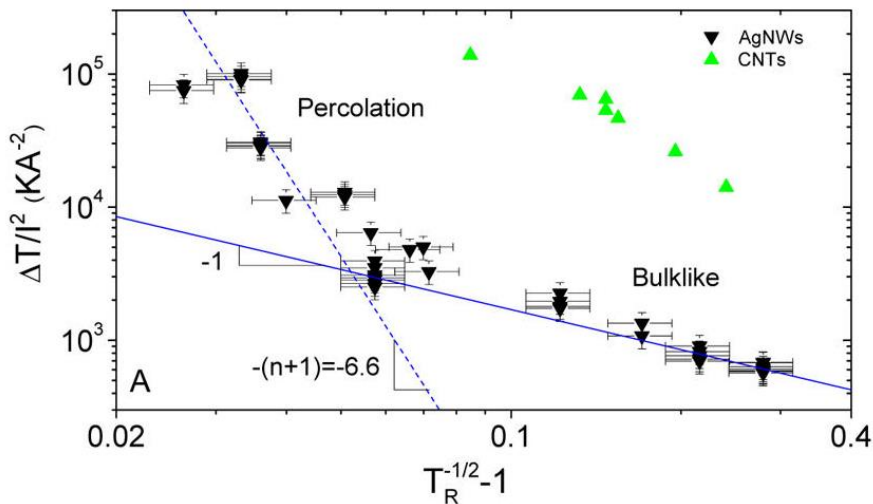 AgNWs
CNTs
10⁵
Percolation
ΔT/I² (KA⁻²)
10⁴
-1
Bulklike
10³
A
-(n+1)=-6.6
0.02
0.1
0.4
T_R^{-1/2}-1